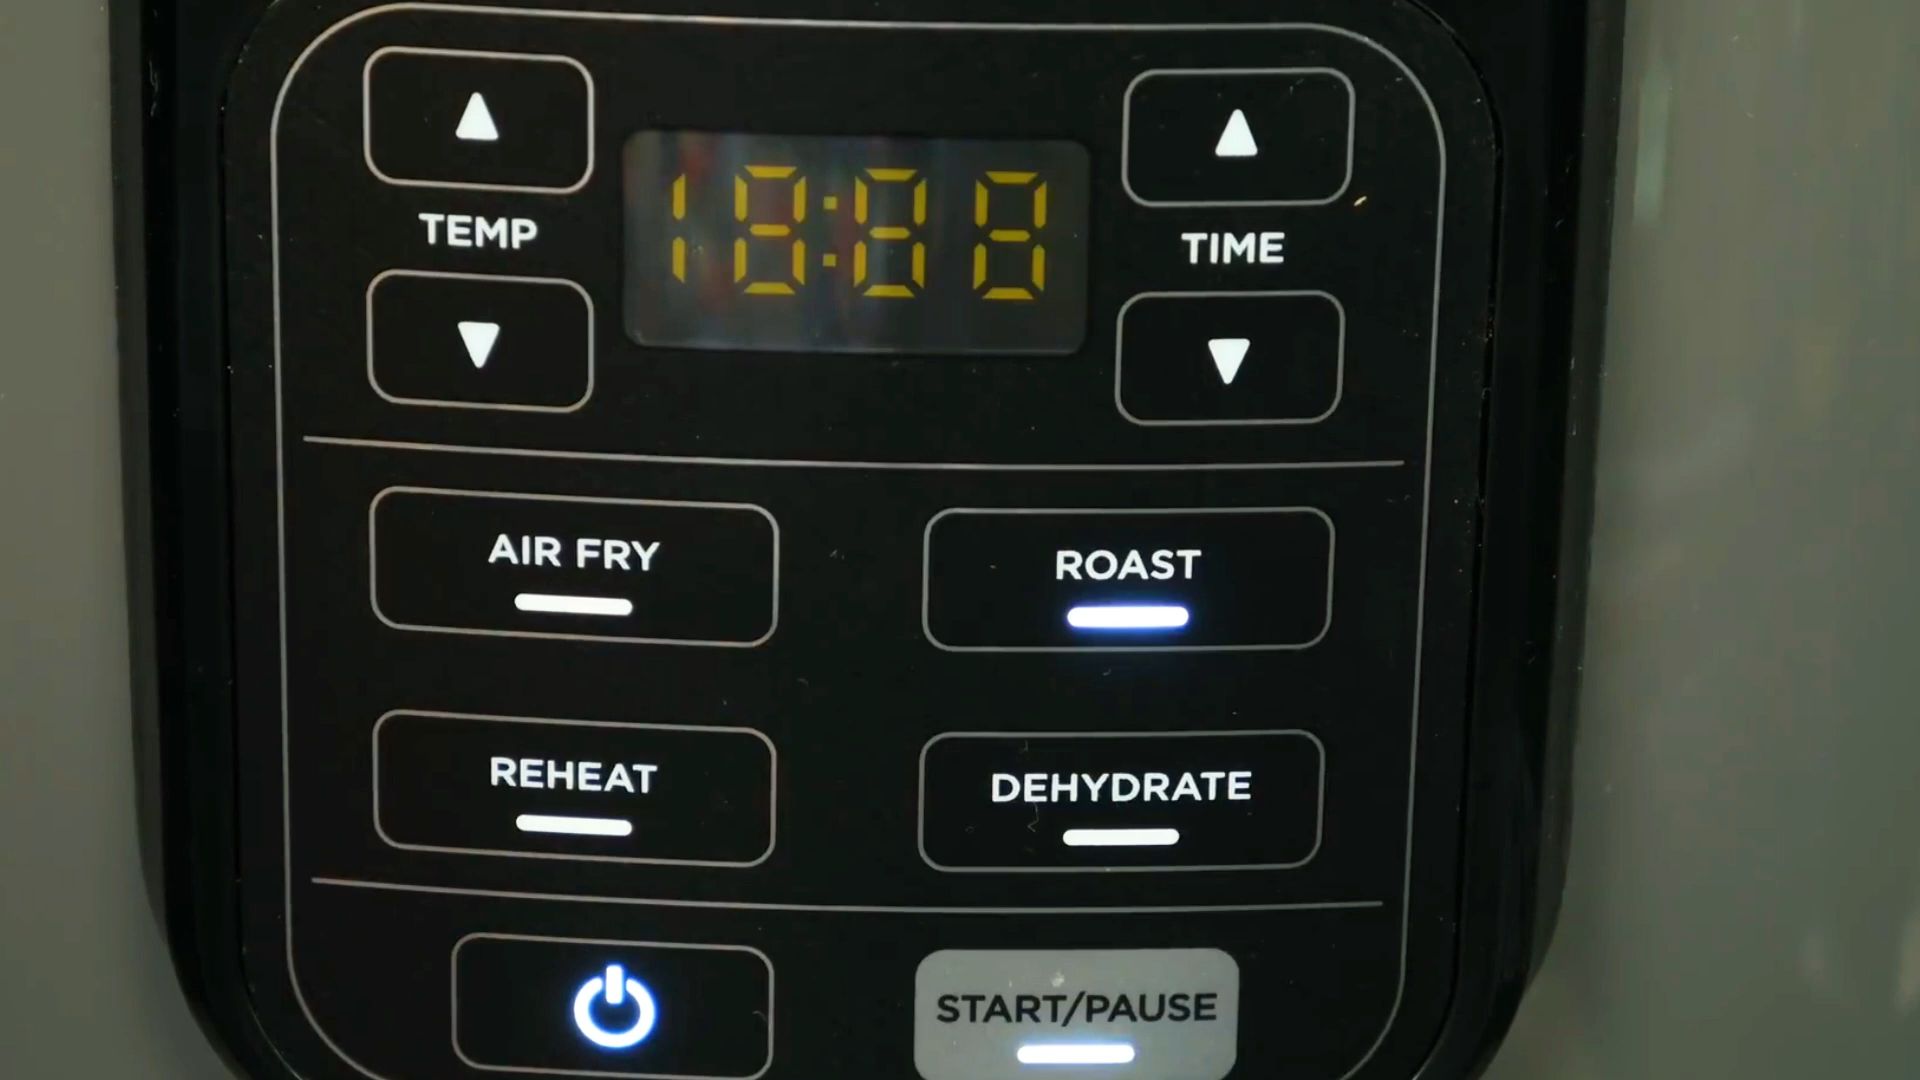 18:88
TEMP
TIME
AIR FRY
ROAST
REHEAT
DEHYDRATE
START/PAUSE